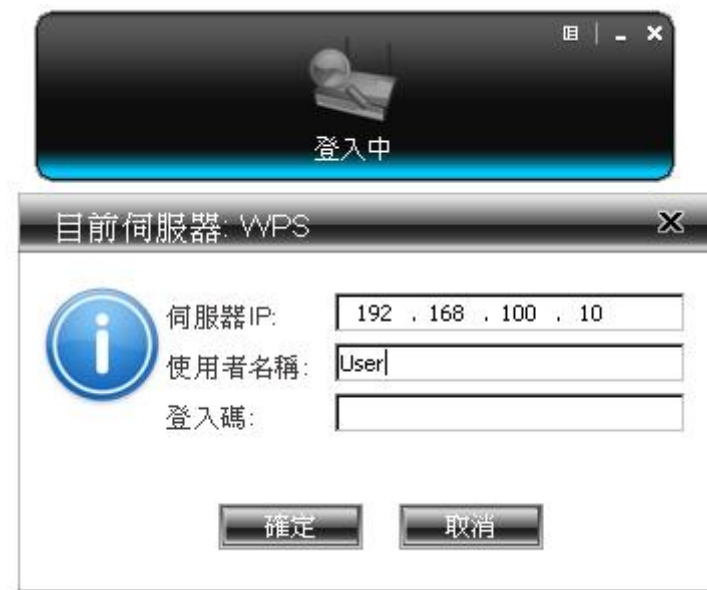 登入中
目前伺服器: WPS
伺服器IP: 192 . 168 . 100 . 10
使用者名稱: User
登入碼:
確定 取消